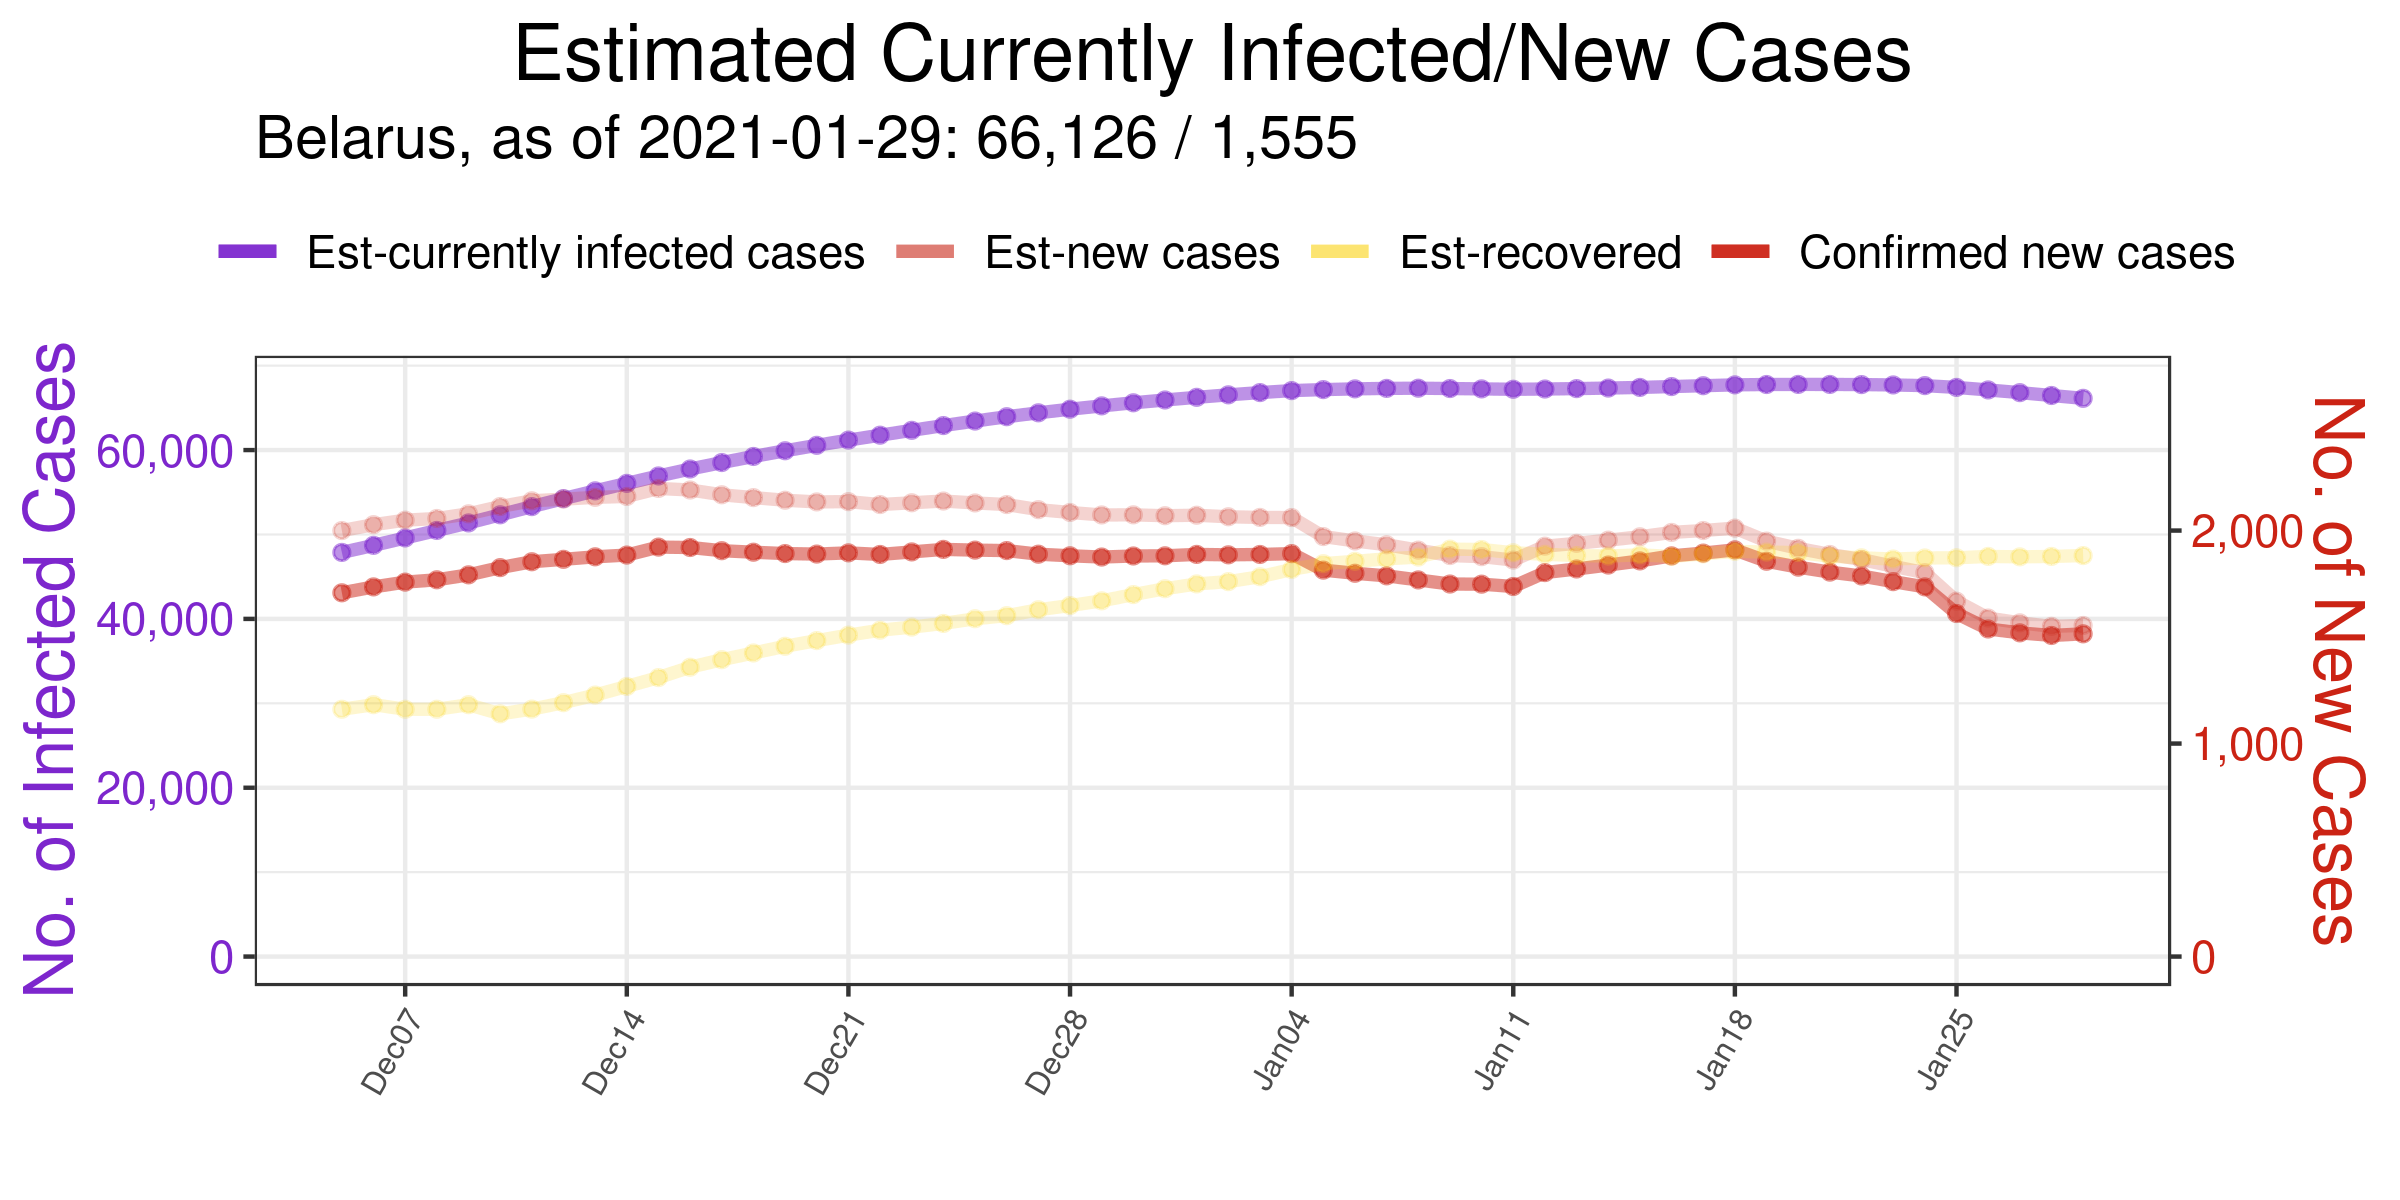 Estimated Currently Infected/New Cases
Belarus, as of 2021-01-29: 66,126 / 1,555
Est-currently infected cases Est-new cases Est-recovered Confirmed new cases
No. of Infected Cases
60,000
40,000
20,000
0
2,000
1,000
0
No. of New Cases
Dec07 Dec14 Dec21 Dec28 Jan04 Jan11 Jan18 Jan25